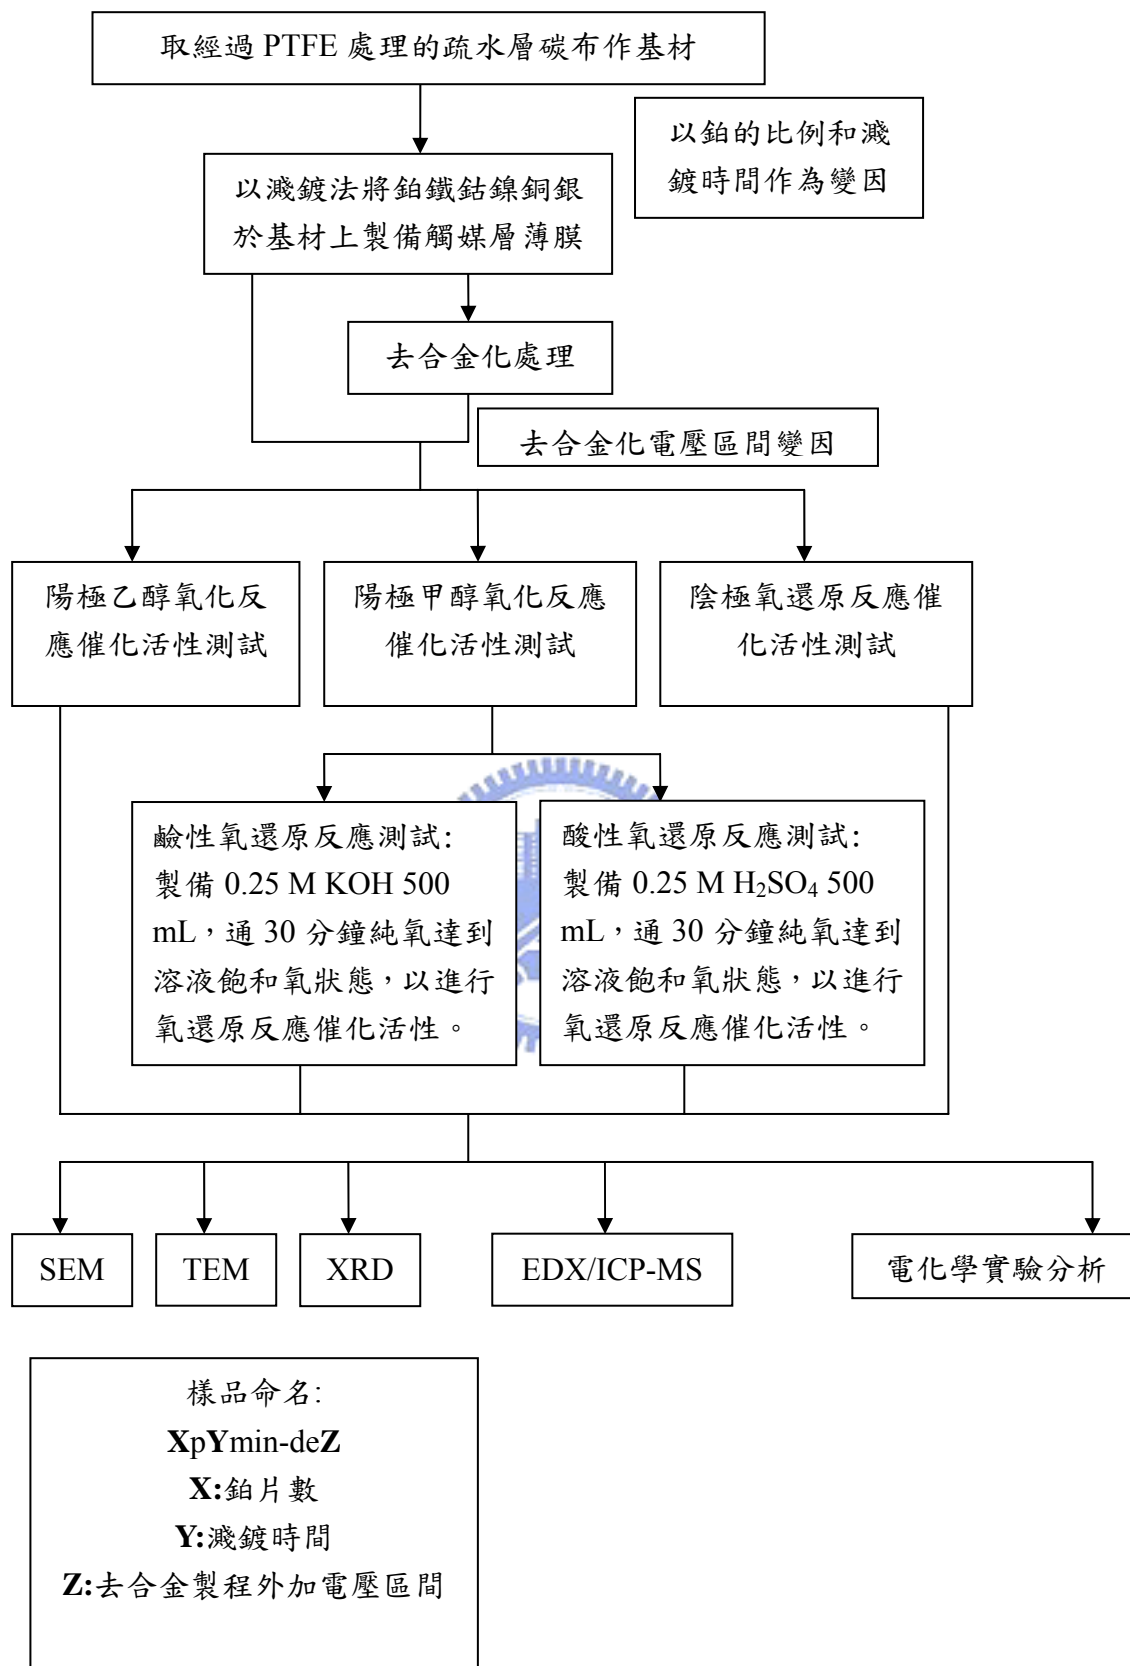 取經過 PTFE 處理的疏水層碳布作基材
以鉑的比例和濺
鍍時間作為變因
以濺鍍法將鉑鐵鈷鎳銅銀
於基材上製備觸媒層薄膜
去合金化處理
去合金化電壓區間變因
陽極乙醇氧化反
應催化活性測試
陽極甲醇氧化反應
催化活性測試
陰極氧還原反應催
化活性測試
鹼性氧還原反應測試:
製備 0.25 M KOH 500
mL，通 30 分鐘純氧達到
溶液飽和氧狀態，以進行
氧還原反應催化活性。
酸性氧還原反應測試:
製備 0.25 M H₂SO₄ 500
mL，通 30 分鐘純氧達到
溶液飽和氧狀態，以進行
氧還原反應催化活性。
SEM
TEM
XRD
EDX/ICP-MS
電化學實驗分析
樣品命名:
XpYmin-deZ
X:鉑片數
Y:濺鍍時間
Z:去合金製程外加電壓區間